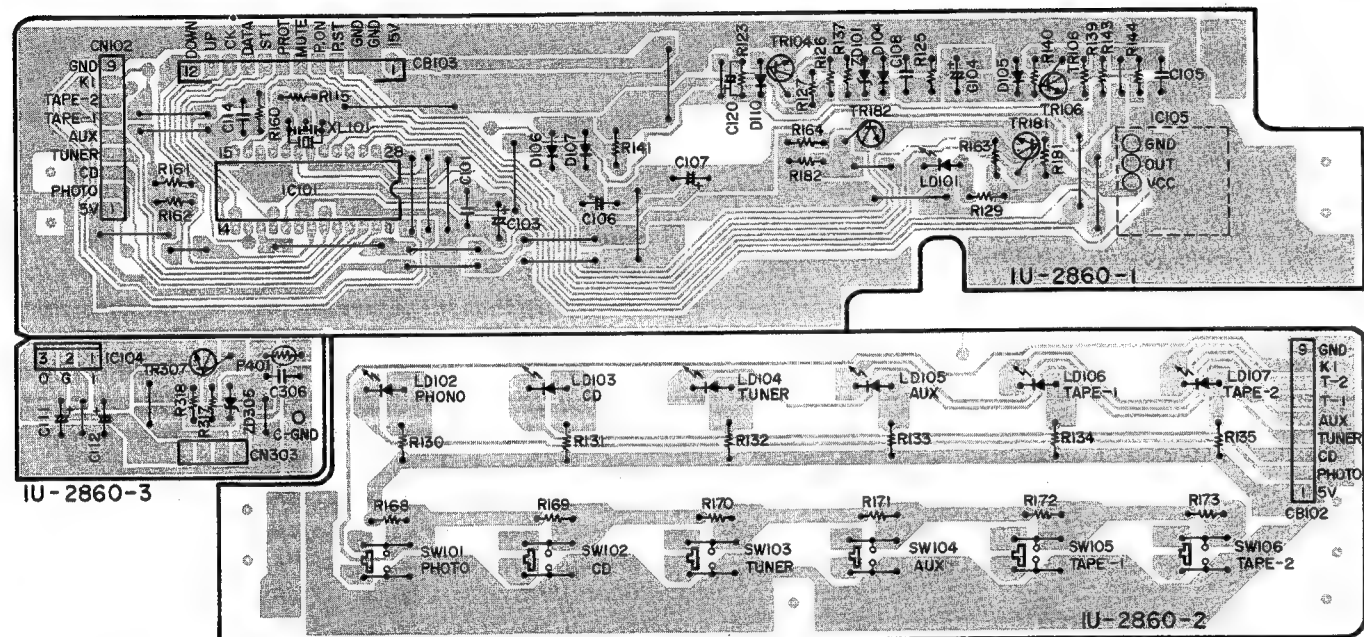 CN102
9
GND
K1
TAPE-2
TAPE-1
AUX
TUNER
CD
PHOTO
5V
1
DOWN
UP
CK
DATA
ST
PROT
MUTE
P.ON
P.RST
GND
GND
15V
12
1
CB103
C114
R160
R115
XL101
15
28
IC101
14
1
R161
R162
C101
C103
D106
D107
R141
C106
C107
C120
R123
D110
TR104
R127
R126
R137
ZD101
D104
C108
R125
C104
D105
R140
TR106
TR106
R139
R143
R144
C105
TR182
R164
R182
LD101
R163
TR181
R181
R129
IC105
GND
OUT
VCC
IU-2860-1
3 2 1
IC104
O G I
TR307
P401
C306
R318
R317
ZD305
C-GND
C111
C112
CN303
IU-2860-3
LD102
PHONO
LD103
CD
LD104
TUNER
LD105
AUX
LD106
TAPE-1
LD107
TAPE-2
R130
R131
R132
R133
R134
R135
9
GND
K1
T-2
T-1
AUX
TUNER
CD
PHOTO
1
5V
CB102
R168
R169
R170
R171
R172
R173
SW101
PHOTO
SW102
CD
SW103
TUNER
SW104
AUX
SW105
TAPE-1
SW106
TAPE-2
IU-2860-2